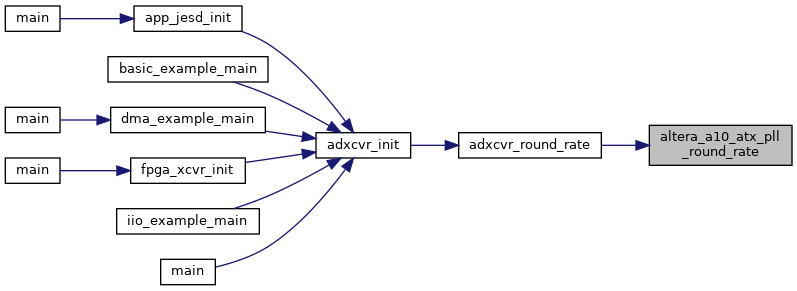 main
app_jesd_init
basic_example_main
main
dma_example_main
altera_a10_atx_pll
_round_rate
adxcvr_init
adxcvr_round_rate
main
fpga_xcvr_init
iio_example_main
main